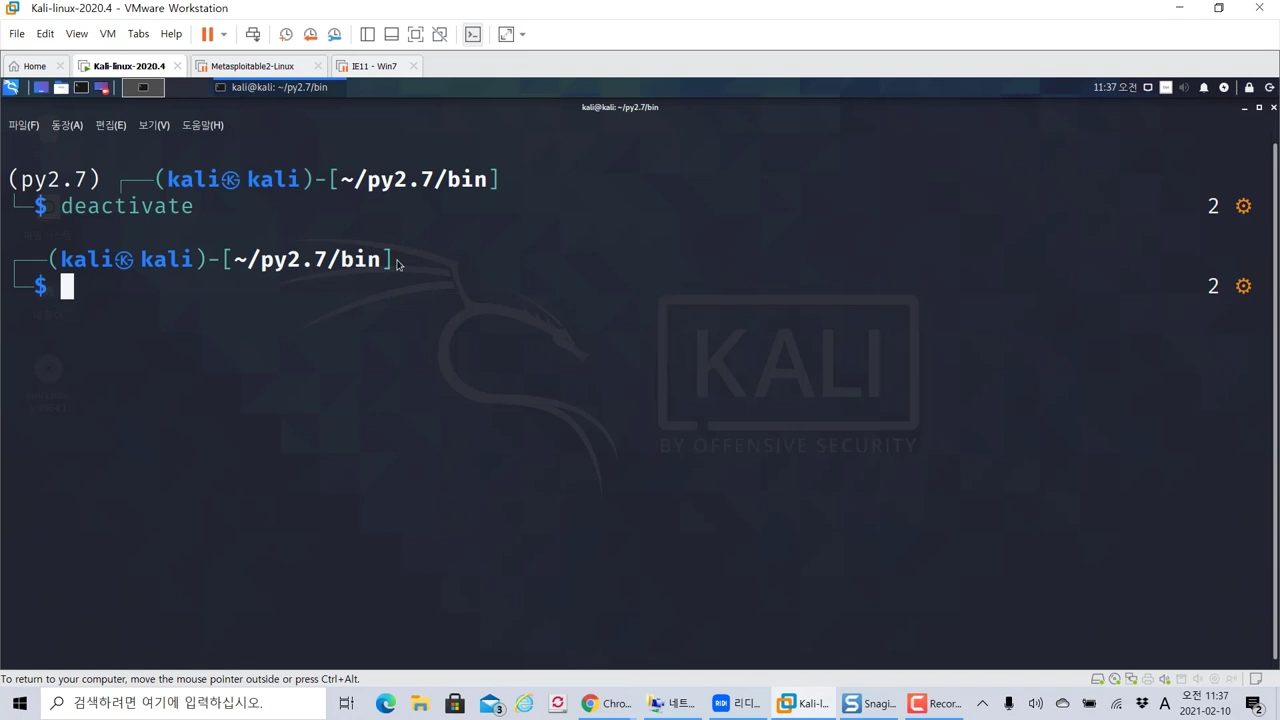 Kali-linux-2020.4 - VMware Workstation
File Edit View VM Tabs Help
Home Kali-linux-2020.4 Metasploitable2-Linux IE11 - Win7
kali@kali: ~/py2.7/bin 11:37 오전
kali@kali: ~/py2.7/bin
파일(F) 동장(A) 편집(E) 보기(V) 도움말(H)
(py2.7) ┌──(kali㉿kali)-[~/py2.7/bin]
└─$ deactivate 2
┌──(kali㉿kali)-[~/py2.7/bin]
└─$ 2
KALI
BY OFFENSIVE SECURITY
To return to your computer, move the mouse pointer outside or press Ctrl+Alt.
검색하려면 여기에 입력하십시오. 3 Chro... 네트... RIDI 리디... Kali-l... Snagi... Recor... A 오전 11:37
2021-02-10 2